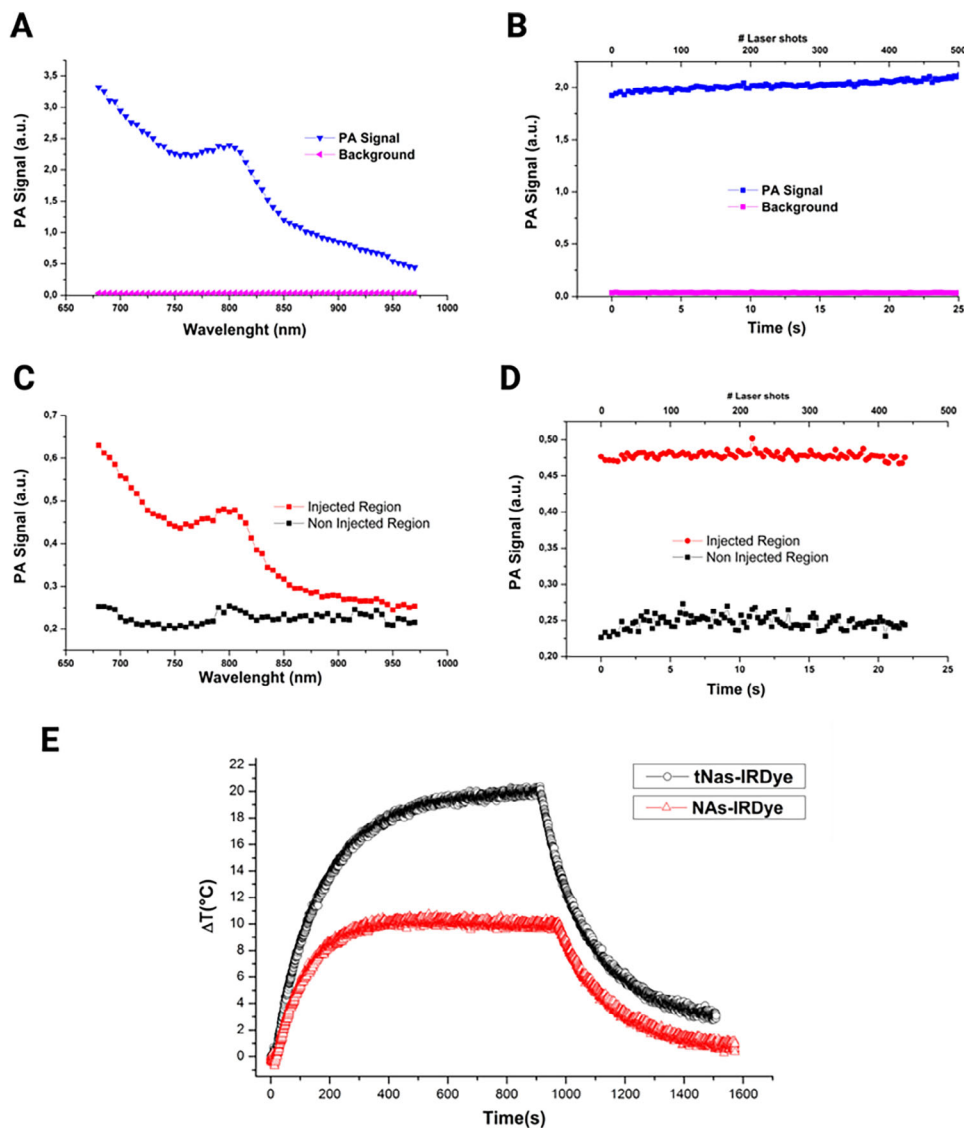 A
PA Signal (a.u.)
3,5
3,0
2,5
2,0
1,5
1,0
0,5
0,0
PA Signal
Background
650 700 750 800 850 900 950 1000
Wavelenght (nm)
B
# Laser shots
0 100 200 300 400 500
PA Signal (a.u.)
2,0
1,5
1,0
0,5
0,0
PA Signal
Background
0 5 10 15 20 25
Time (s)
C
PA Signal (a.u.)
0,7
0,6
0,5
0,4
0,3
0,2
Injected Region
Non Injected Region
650 700 750 800 850 900 950 1000
Wavelenght (nm)
D
# Laser shots
0 100 200 300 400 500
PA Signal (a.u.)
0,50
0,45
0,35
0,25
0,20
Injected Region
Non Injected Region
0 5 10 15 20 25
Time (s)
E
ΔT(°C)
22
20
18
16
14
12
10
8
6
4
2
0
tNas-IRDye
NAs-IRDye
0 200 400 600 800 1000 1200 1400 1600
Time(s)